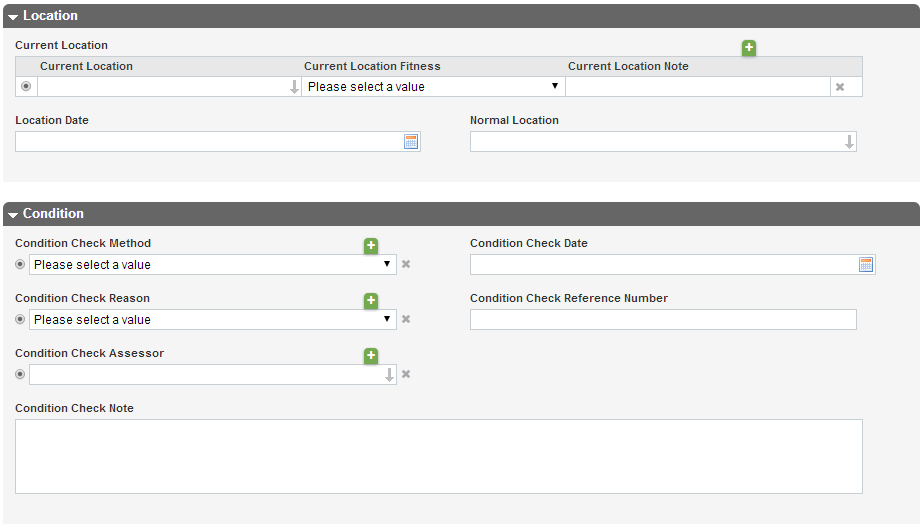 Location
Current Location
Current Location Current Location Fitness Current Location Note
Please select a value
Location Date Normal Location
Condition
Condition Check Method Condition Check Date
Please select a value
Condition Check Reason Condition Check Reference Number
Please select a value
Condition Check Assessor
Condition Check Note